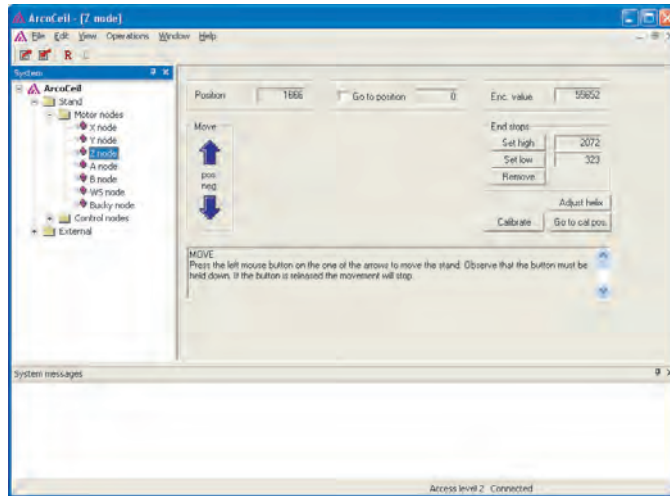 ArcoCeil - [Z node]
File Edit View Operations Window Help
R
System
ArcoCeil
Stand
Motor nodes
X node
Y node
Z node
A node
B node
WS node
Bucky node
Control nodes
External
Position 1666 Go to position 0 Enc. value 59652
Move
pos
neg
End stops
Set high 2072
Set low 323
Remove
Adjust helix
Calibrate Go to cal pos.
MOVE
Press the left mouse button on the one of the arrows to move the stand. Observe that the button must be
held down. If the button is released the movement will stop.
System messages
Access level 2 Connected